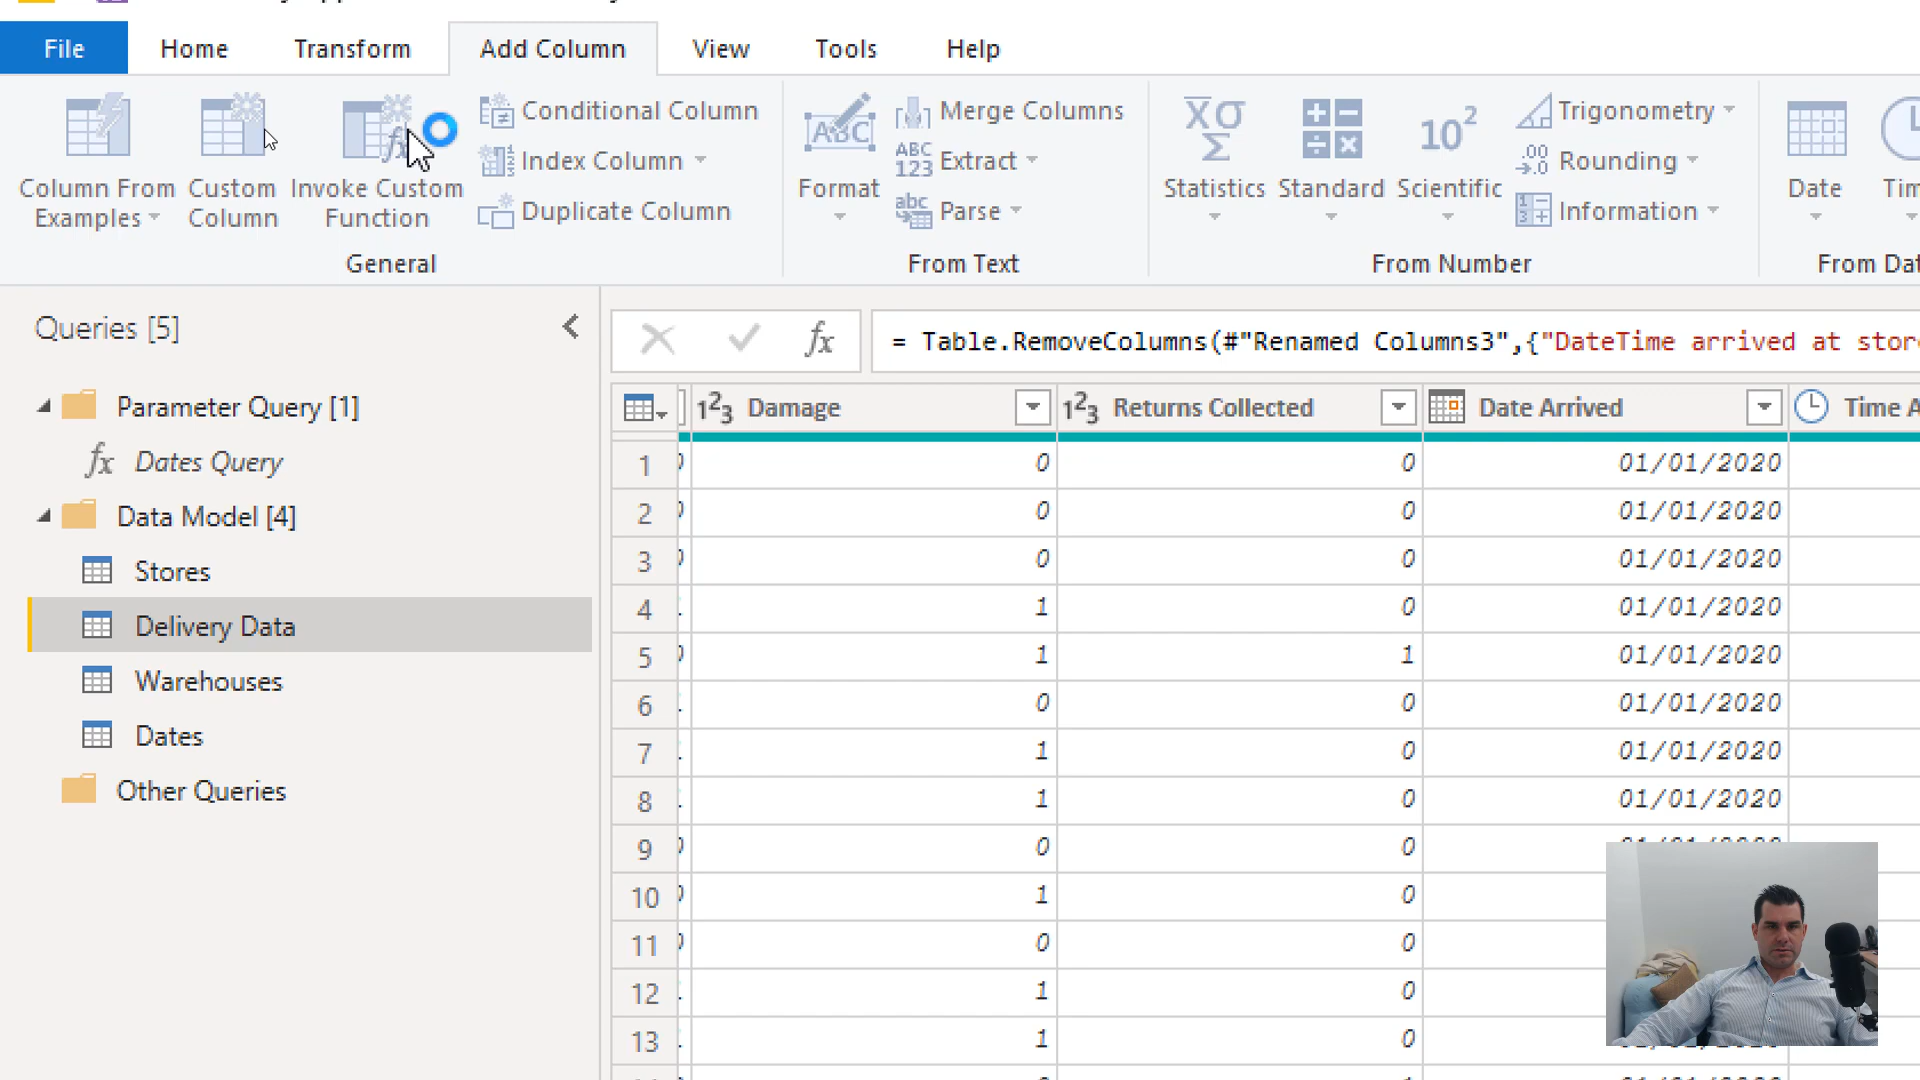 File Home Transform Add Column View Tools Help
Column From Examples
Custom Column
Invoke Custom Function
Conditional Column
Index Column
Duplicate Column
General
Format
Merge Columns
Extract
Parse
From Text
Statistics
Standard
Scientific
Trigonometry
Rounding
Information
From Number
Date
Queries [5]
= Table.RemoveColumns(#"Renamed Columns3",{"DateTime arrived at
Parameter Query [1]
Dates Query
Data Model [4]
Stores
Delivery Data
Warehouses
Dates
Other Queries
Damage Returns Collected Date Arrived Time
1 0 0 01/01/2020
2 0 0 01/01/2020
3 0 0 01/01/2020
4 1 0 01/01/2020
5 1 1 01/01/2020
6 0 0 01/01/2020
7 1 0 01/01/2020
8 1 0 01/01/2020
9 0 0
10 1 0
11 0 0
12 1 0
13 1 0